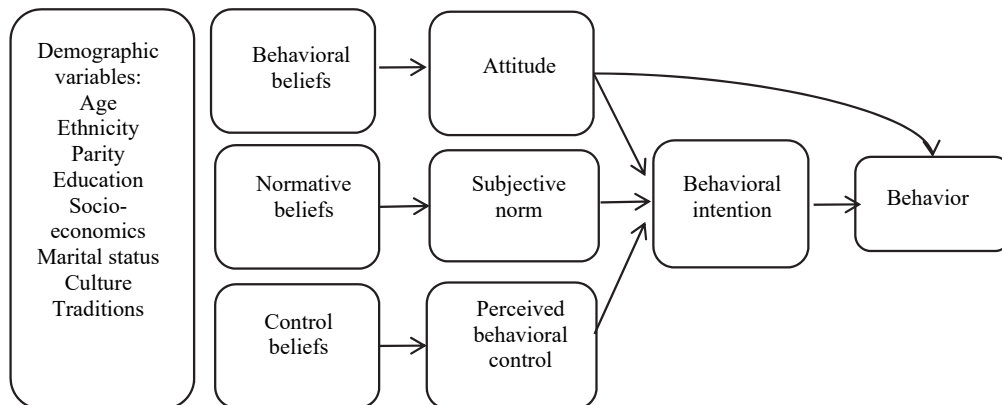 Demographic
variables:
Age
Ethnicity
Parity
Education
Socio-
economics
Marital status
Culture
Traditions
Behavioral
beliefs
Attitude
Normative
beliefs
Subjective
norm
Behavioral
intention
Behavior
Control
beliefs
Perceived
behavioral
control